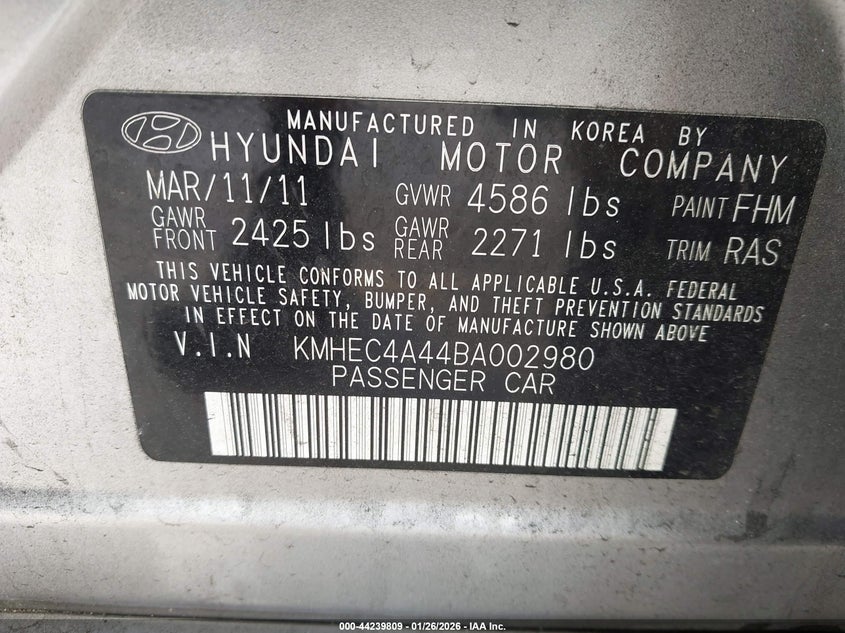 MANUFACTURED IN KOREA BY
HYUNDAI MOTOR COMPANY
MAR/11/11 GVWR 4586 lbs PAINT FHM
GAWR FRONT 2425 lbs GAWR REAR 2271 lbs TRIM RAS
THIS VEHICLE CONFORMS TO ALL APPLICABLE U.S.A. FEDERAL
MOTOR VEHICLE SAFETY, BUMPER, AND THEFT PREVENTION STANDARDS
IN EFFECT ON THE DATE OF MANUFACTURE SHOWN ABOVE
V.I.N KMHEC4A44BA002980
PASSENGER CAR
000-44239809 - 01/26/2026 - IAA Inc.